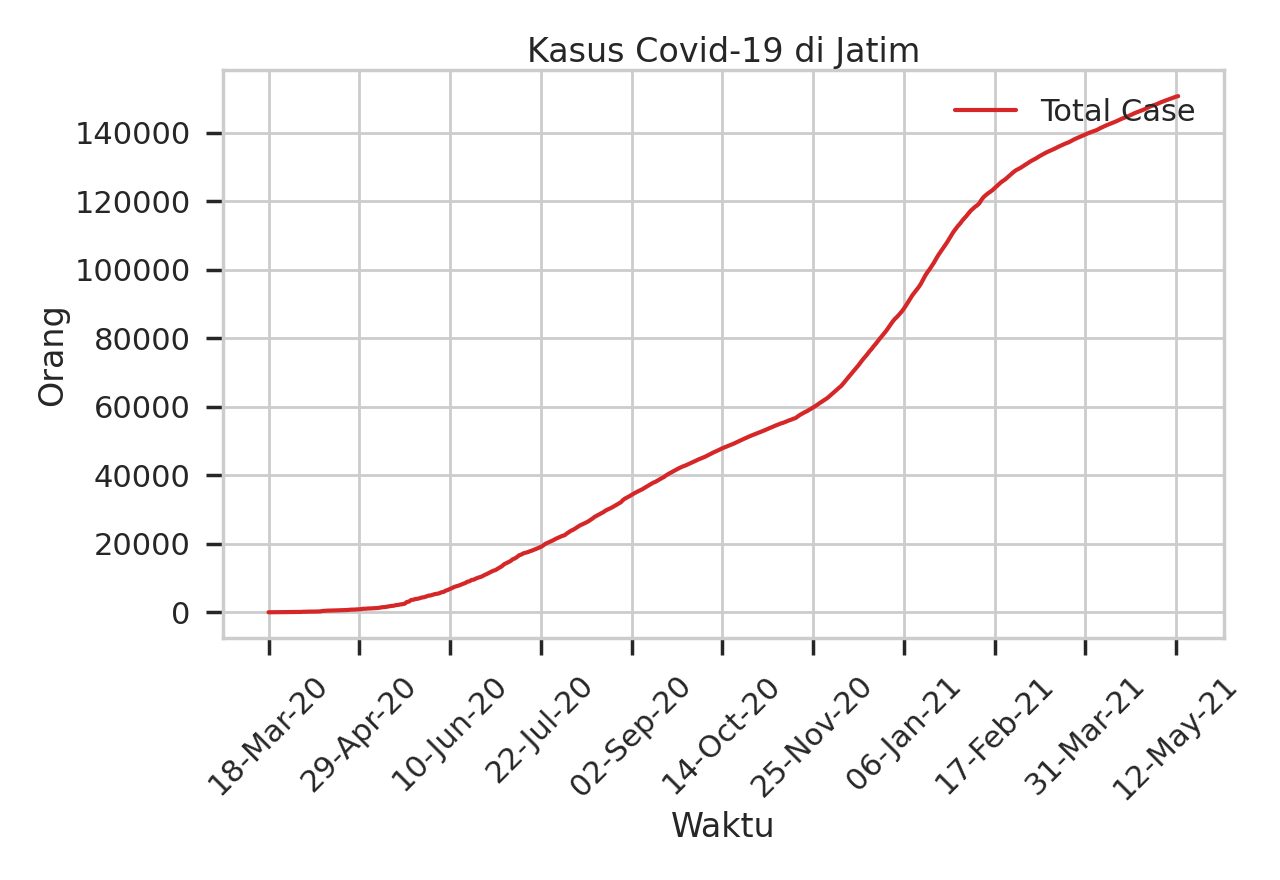 Kasus Covid-19 di Jatim
Total Case
Orang
140000
120000
100000
80000
60000
40000
20000
0
18-Mar-20
29-Apr-20
10-Jun-20
22-Jul-20
02-Sep-20
14-Oct-20
25-Nov-20
06-Jan-21
17-Feb-21
31-Mar-21
12-May-21
Waktu